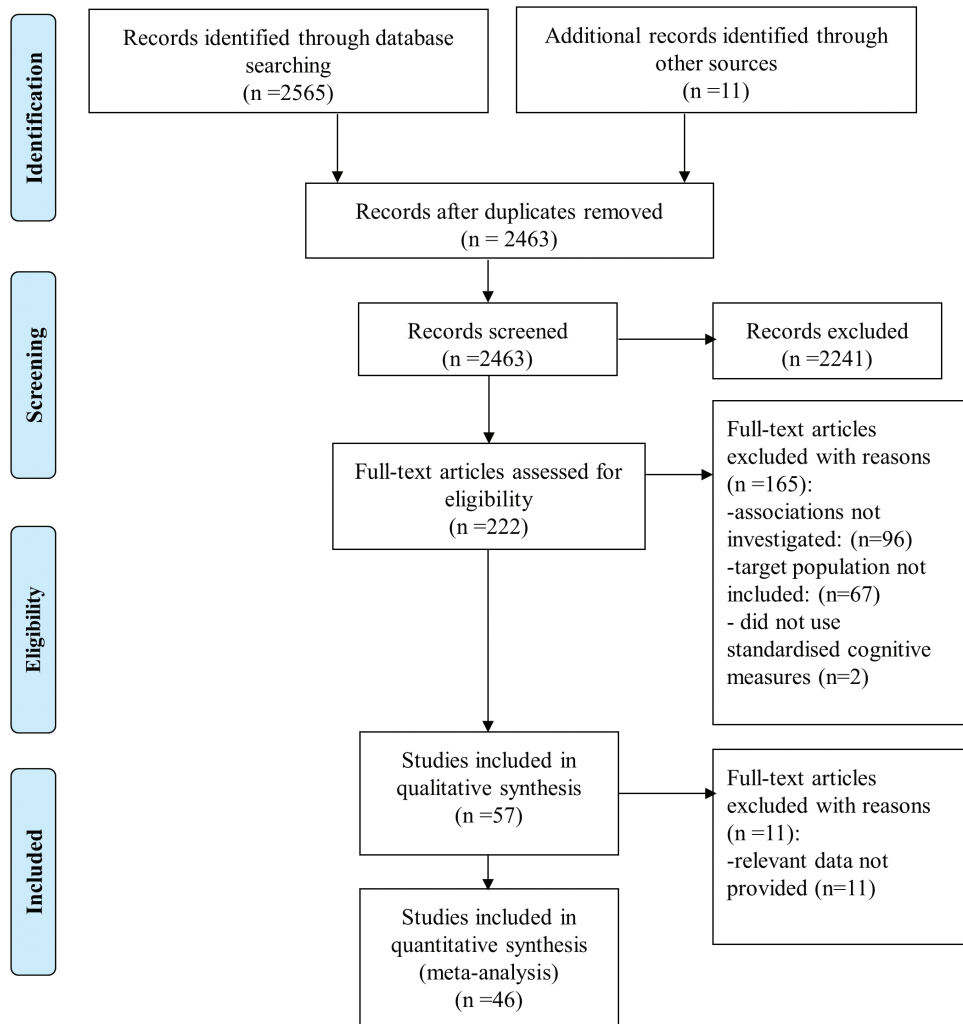 Identification
Records identified through database
searching
(n =2565)
Additional records identified through
other sources
(n =11)
Records after duplicates removed
(n = 2463)
Screening
Records screened
(n =2463)
Records excluded
(n =2241)
Full-text articles assessed for
eligibility
(n =222)
Full-text articles
excluded with reasons
(n =165):
-associations not
investigated: (n=96)
-target population not
included: (n=67)
- did not use
standardised cognitive
measures (n=2)
Eligibility
Studies included in
qualitative synthesis
(n =57)
Full-text articles
excluded with reasons
(n =11):
-relevant data not
provided (n=11)
Included
Studies included in
quantitative synthesis
(meta-analysis)
(n =46)